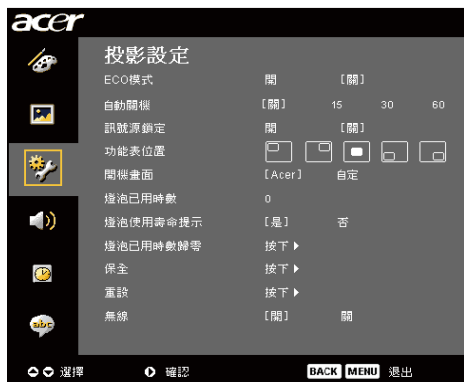 acer
投影設定
ECO模式 開 [關]
自動關機 [關] 15 30 60
訊號源鎖定 開 [關]
功能表位置
開機畫面 [Acer] 自定
燈泡已用時數 0
燈泡使用壽命提示 [是] 否
燈泡已用時數歸零 按下
保全 按下
重設 按下
無線 [開] 關
abc
選擇 確認 BACK MENU 退出